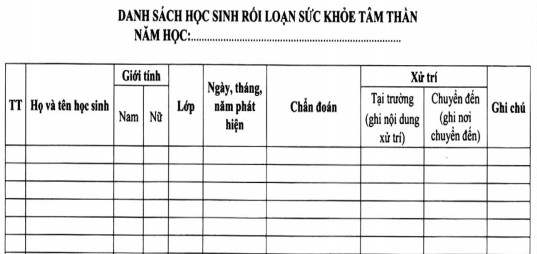 DANH SÁCH HỌC SINH RỐI LOẠN SỨC KHỎE TÂM THẦN
NĂM HỌC:..........................................................................
TT
Họ và tên học sinh
Giới tính
Nam
Nữ
Lớp
Ngày, tháng,
năm phát
hiện
Chẩn đoán
Xử trí
Tại trường
(ghi nội dung
xử trí)
Chuyển đến
(ghi nơi
chuyển đến)
Ghi chú